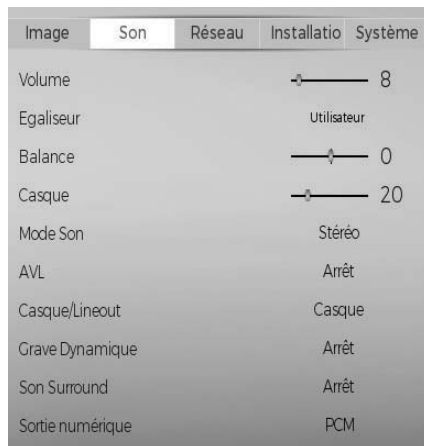 Image Son Réseau Installatio Système
Volume 8
Egaliseur Utilisateur
Balance 0
Casque 20
Mode Son Stéréo
AVL Arrêt
Casque/Lineout Casque
Grave Dynamique Arrêt
Son Surround Arrêt
Sortie numérique PCM